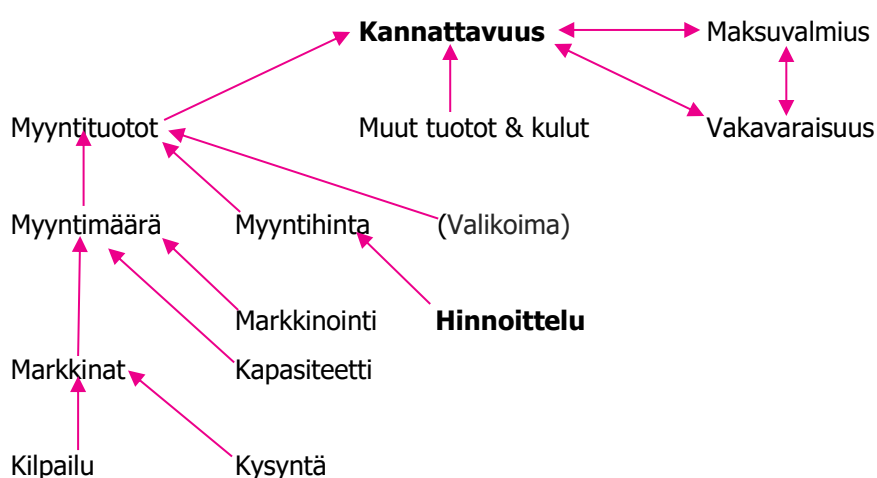 Kannattavuus Maksuvalmius
Myyntituotot Muut tuotot & kulut Vakavaraisuus
Myyntimäärä Myyntihinta (Valikoima)
Markkinointi Hinnoittelu
Markkinat Kapasiteetti
Kilpailu Kysyntä